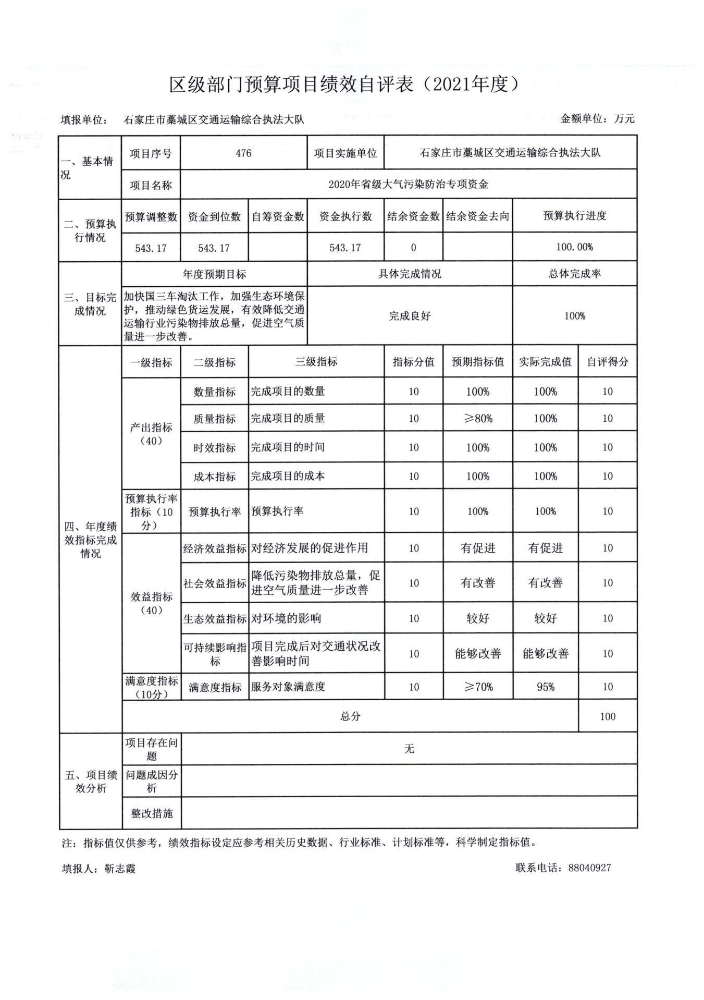 区级部门预算项目绩效自评表（2021年度）
填报单位： 石家庄市藁城区交通运输综合执法大队 金额单位：万元
一、基本情
况
项目序号 476 项目实施单位 石家庄市藁城区交通运输综合执法大队
项目名称 2020年省级大气污染防治专项资金
二、预算执
行情况
预算调整数 资金到位数 自筹资金数 资金执行数 结余资金数 结余资金去向 预算执行进度
543.17 543.17 543.17 0 100.00%
三、目标完
成情况
年度预期目标 具体完成情况 总体完成率
加快国三车淘汰工作，加强生态环境保
护，推动绿色货运发展，有效降低交通
运输行业污染物排放总量，促进空气质
量进一步改善。
完成良好 100%
四、年度绩
效指标完成
情况
一级指标 二级指标 三级指标 指标分值 预期指标值 实际完成值 自评得分
产出指标
（40）
数量指标 完成项目的数量 10 100% 100% 10
质量指标 完成项目的质量 10 ≥80% 100% 10
时效指标 完成项目的时间 10 100% 100% 10
成本指标 完成项目的成本 10 100% 100% 10
预算执行率
指标（10
分）
预算执行率 预算执行率 10 100% 100% 10
效益指标
（40）
经济效益指标 对经济发展的促进作用 10 有促进 有促进 10
社会效益指标 降低污染物排放总量，促
进空气质量进一步改善 10 有改善 有改善 10
生态效益指标 对环境的影响 10 较好 较好 10
可持续影响指
标
项目完成后对交通状况改
善影响时间 10 能够改善 能够改善 10
满意度指标
（10分）
满意度指标 服务对象满意度 10 ≥70% 95% 10
总分 100
五、项目绩
效分析
项目存在问
题
无
问题成因分
析
整改措施
注：指标值仅供参考，绩效指标设定应参考相关历史数据、行业标准、计划标准等，科学制定指标值。
填报人：靳志霞 联系电话：88040927